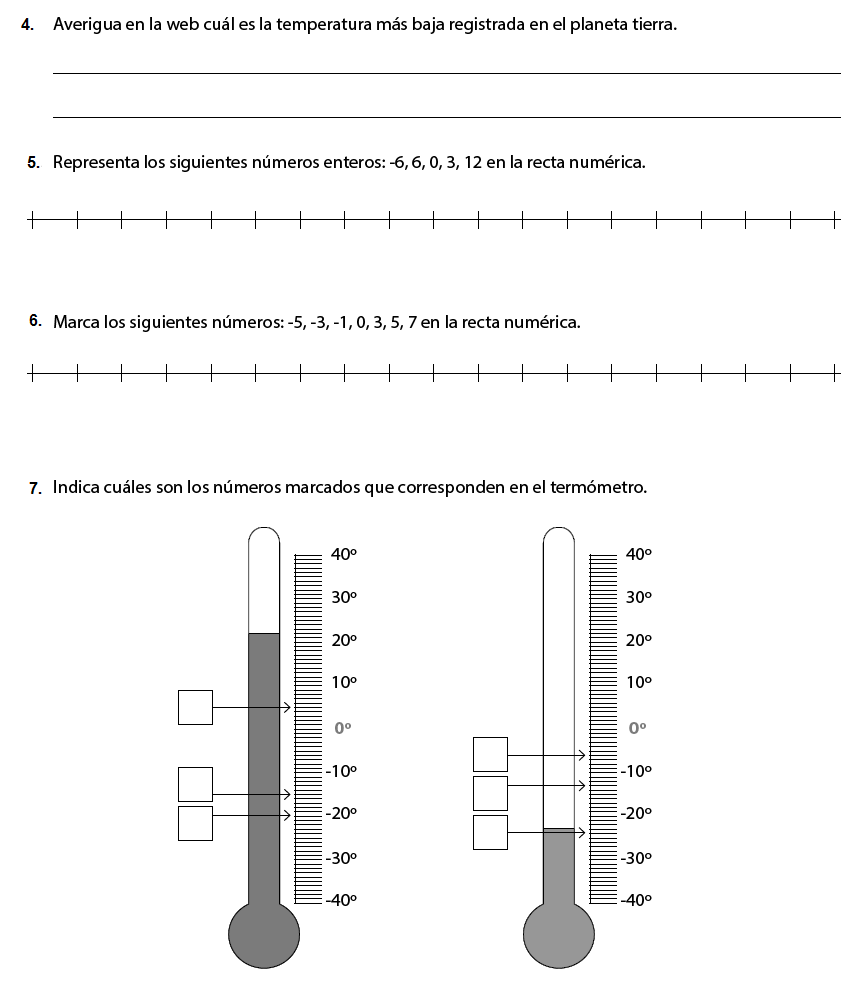 4. Averigua en la web cuál es la temperatura más baja registrada en el planeta tierra.
5. Representa los siguientes números enteros: -6, 6, 0, 3, 12 en la recta numérica.
6. Marca los siguientes números: -5, -3, -1, 0, 3, 5, 7 en la recta numérica.
7. Indica cuáles son los números marcados que corresponden en el termómetro.
40º 40º
30º 30º
20º 20º
10º 10º
0º 0º
-10º -10º
-20º -20º
-30º -30º
-40º -40º